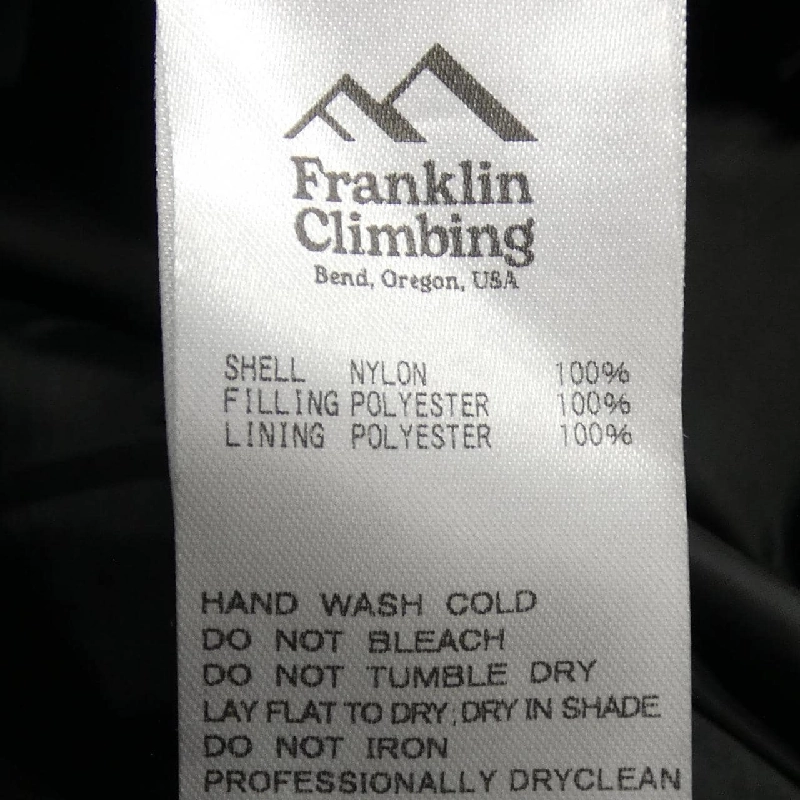 Franklin
Climbing
Bend, Oregon, USA
SHELL NYLON 100%
FILLING POLYESTER 100%
LINING POLYESTER 100%
HAND WASH COLD
DO NOT BLEACH
DO NOT TUMBLE DRY
LAY FLAT TO DRY, DRY IN SHADE
DO NOT IRON
PROFESSIONALLY DRYCLEAN